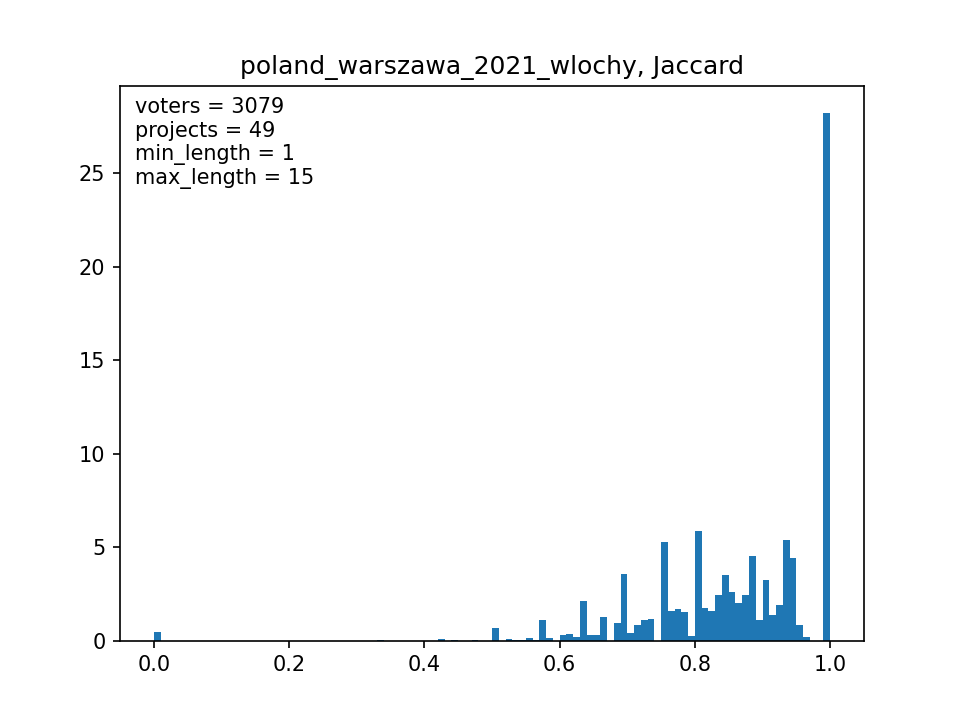 poland_warszawa_2021_wlochy, Jaccard
voters = 3079
projects = 49
min_length = 1
max_length = 15
25
20
15
10
5
0
0.0 0.2 0.4 0.6 0.8 1.0